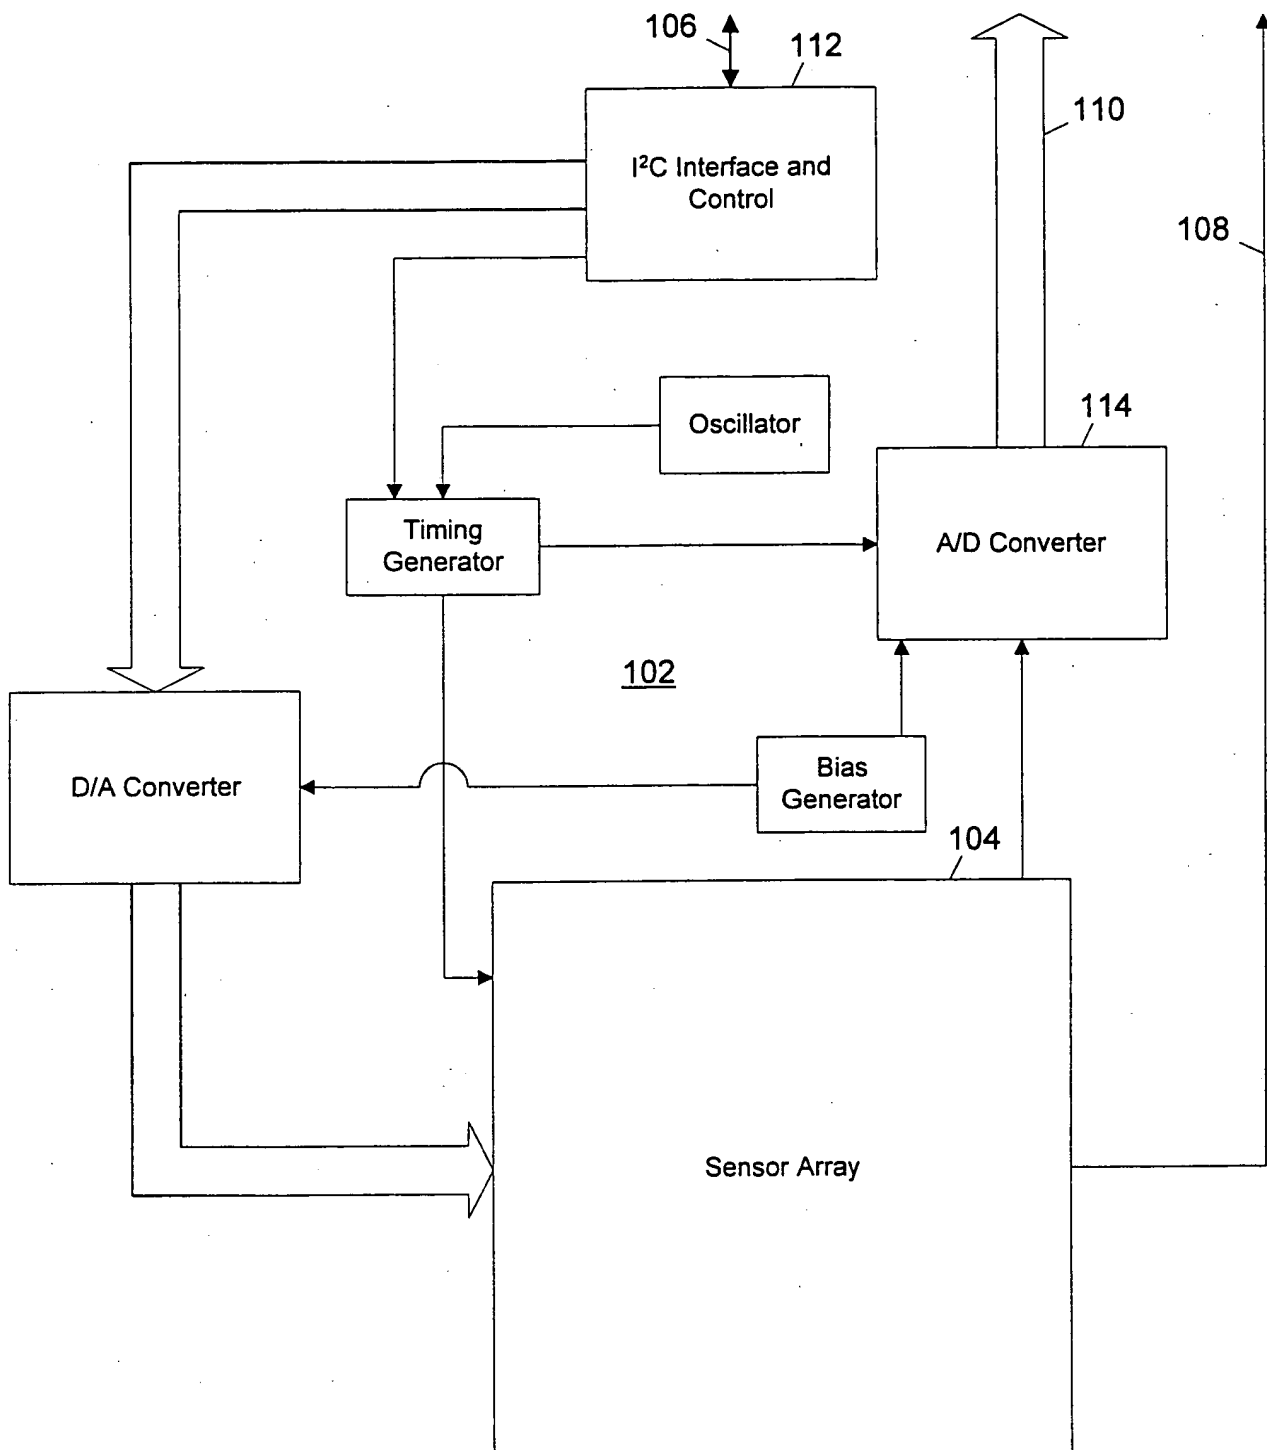 106
112
110
I²C Interface and
Control
108
Oscillator
114
Timing
Generator
A/D Converter
102
D/A Converter
Bias
Generator
104
Sensor Array